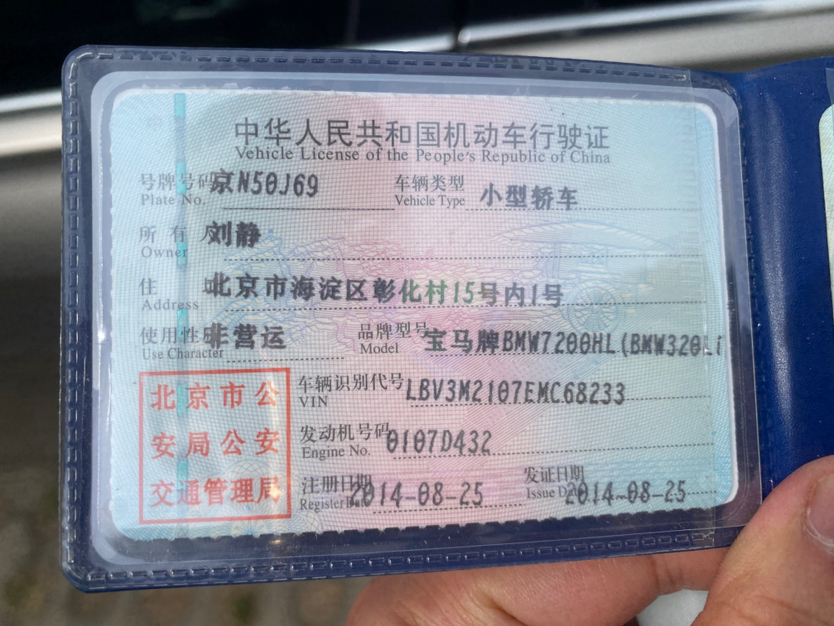 中华人民共和国机动车行驶证
Vehicle License of the People's Republic of China
号牌号码 京N50J69 车辆类型 小型轿车
Plate No. Vehicle Type
所有人 刘静
Owner
住 北京市海淀区彰化村15号内1号
Address
使用性质 非营运 品牌型号 宝马牌BMW7200HL(BMW320Li
Use Character Model
北京市公
安局公安
交通管理局
车辆识别代号 LBV3M2107EMC68233
VIN
发动机号码 0107D432
Engine No.
注册日期 2014-08-25 发证日期 2014-08-25
Register Date Issue Date